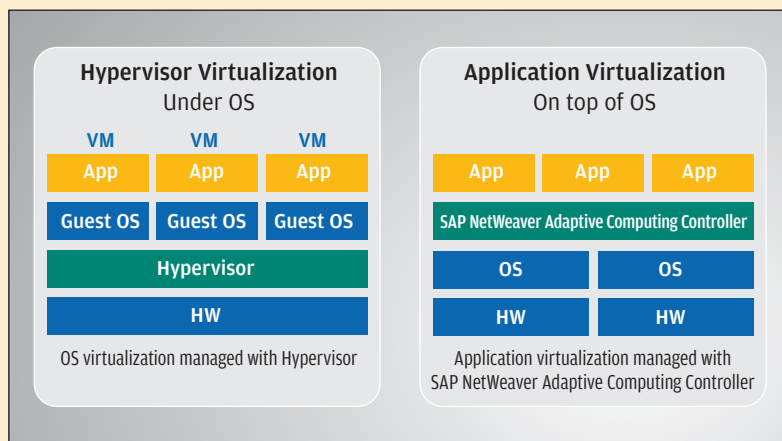 Hypervisor Virtualization
Under OS
VM VM VM
App App App
Guest OS Guest OS Guest OS
Hypervisor
HW
OS virtualization managed with Hypervisor
Application Virtualization
On top of OS
App App App
SAP NetWeaver Adaptive Computing Controller
OS OS
HW HW
Application virtualization managed with
SAP NetWeaver Adaptive Computing Controller